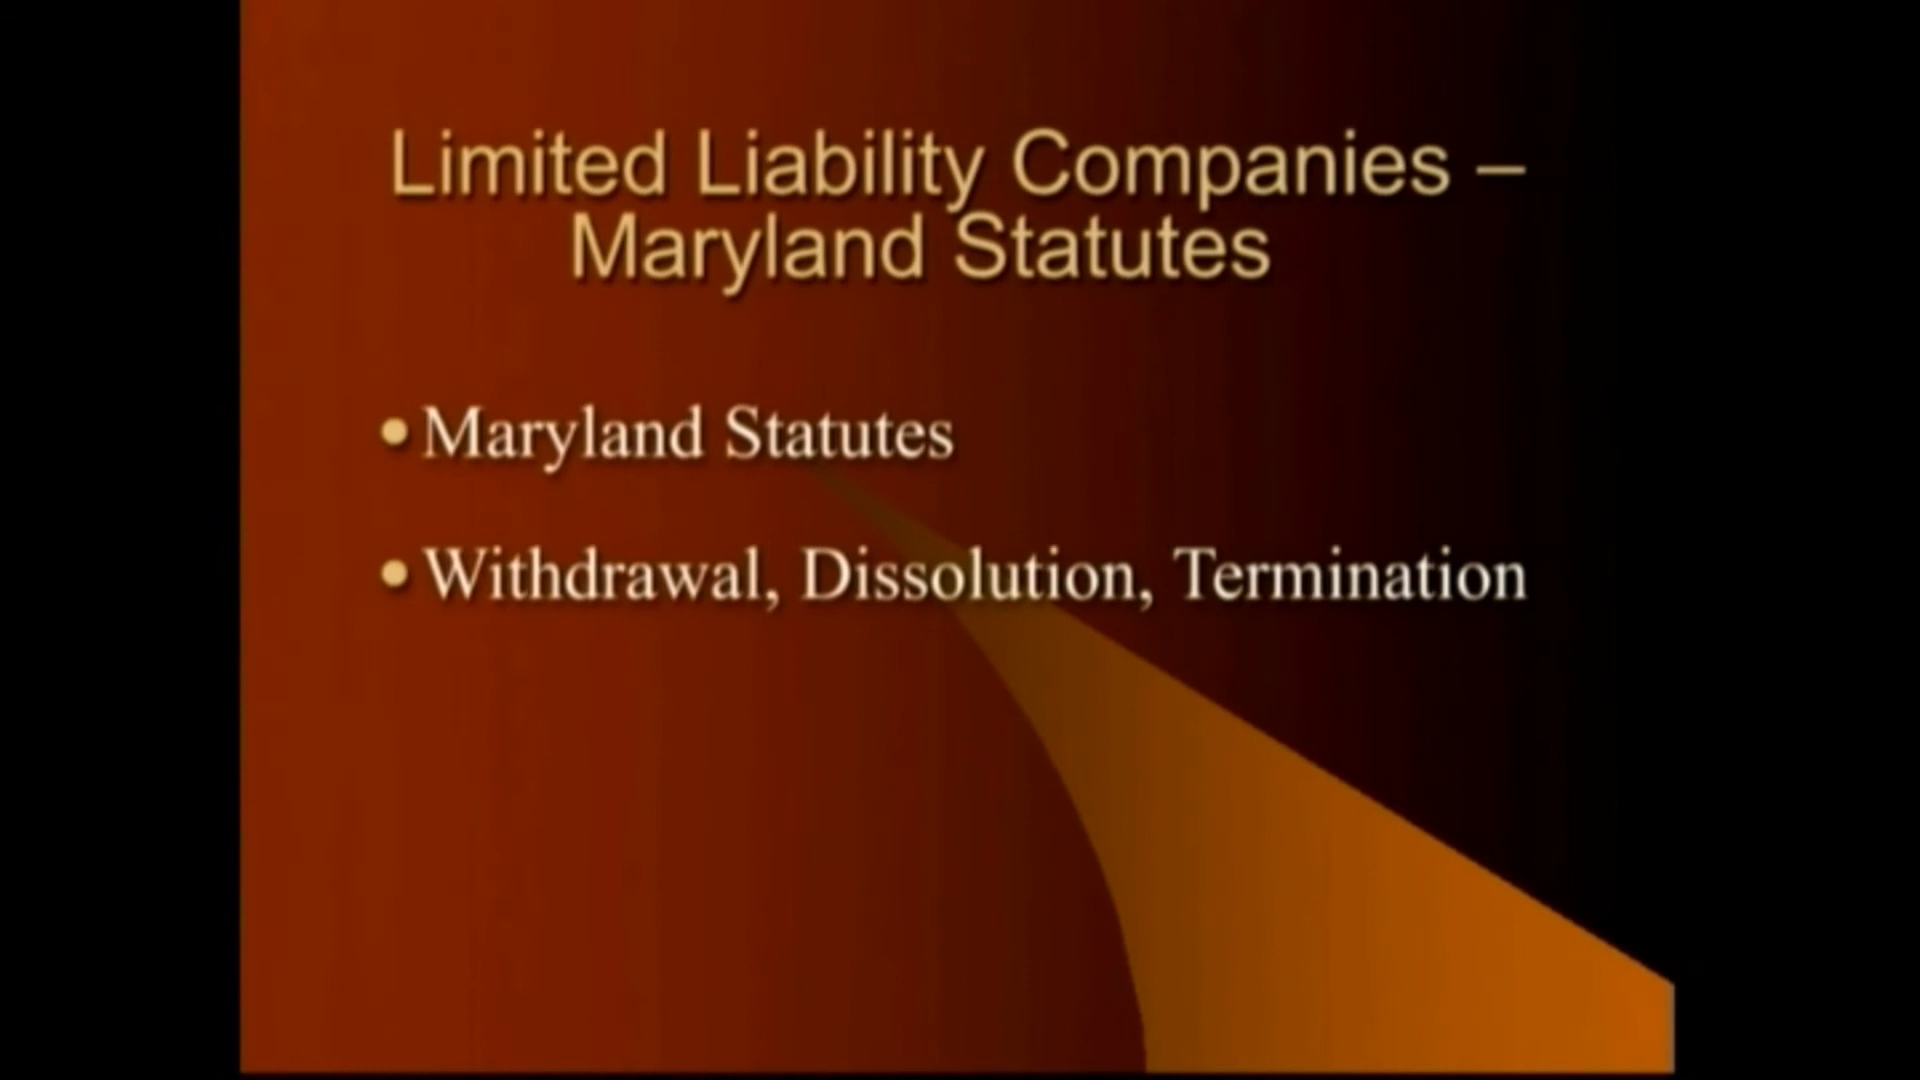 Limited Liability Companies –
Maryland Statutes
• Maryland Statutes
• Withdrawal, Dissolution, Termination